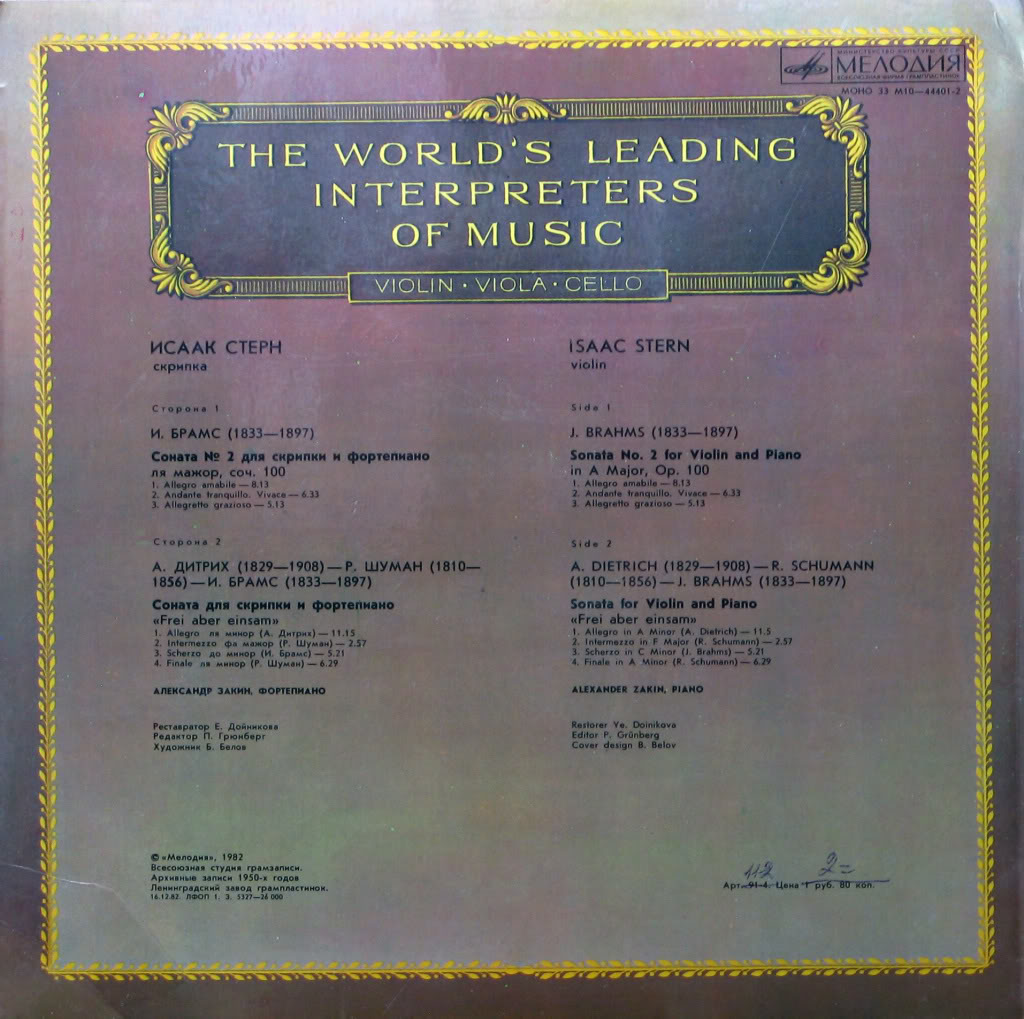 МИНИСТЕРСТВО КУЛЬТУРЫ СССР
МЕЛОДИЯ
ВСЕСОЮЗНАЯ ФИРМА ГРАМПЛАСТИНОК
МОНО 33 М10—44401-2
THE WORLD'S LEADING
INTERPRETERS
OF MUSIC
VIOLIN · VIOLA · CELLO
ИСААК СТЕРН
скрипка
Сторона 1
И. БРАМС (1833—1897)
Соната № 2 для скрипки и фортепиано
ля мажор, соч. 100
1. Allegro amabile — 8.13
2. Andante tranquillo. Vivace — 6.33
3. Allegretto grazioso — 5.13
Сторона 2
А. ДИТРИХ (1829—1908) — Р. ШУМАН (1810—
1856) — И. БРАМС (1833—1897)
Соната для скрипки и фортепиано
«Frei aber einsam»
1. Allegro ля минор (А. Дитрих) — 11.15
2. Intermezzo фа мажор (Р. Шуман) — 2.57
3. Scherzo до минор (И. Брамс) — 5.21
4. Finale ля минор (Р. Шуман) — 6.29
АЛЕКСАНДР ЗАКИН, ФОРТЕПИАНО
Реставратор Е. Дойникова
Редактор П. Грюнберг
Художник Б. Белов
ISAAC STERN
violin
Side 1
J. BRAHMS (1833—1897)
Sonata No. 2 for Violin and Piano
in A Major, Op. 100
1. Allegro amabile — 8.13
2. Andante tranquillo. Vivace — 6.33
3. Allegretto grazioso — 5.13
Side 2
A. DIETRICH (1829—1908) — R. SCHUMANN
(1810—1856) — J. BRAHMS (1833—1897)
Sonata for Violin and Piano
«Frei aber einsam»
1. Allegro in A Minor (A. Dietrich) — 11.5
2. Intermezzo in F Major (R. Schumann) — 2.57
3. Scherzo in C Minor (J. Brahms) — 5.21
4. Finale in A Minor (R. Schumann) — 6.29
ALEXANDER ZAKIN, PIANO
Restorer Ye. Doinikova
Editor P. Grünberg
Cover design B. Belov
© «Мелодия», 1982
Всесоюзная студия грамзаписи.
Архивные записи 1950-х годов
Ленинградский завод грампластинок.
16.12.82. ЛФОП 1. З. 5327—26 000
112 2=
Арт. 91-4. Цена 1 руб. 80 коп.